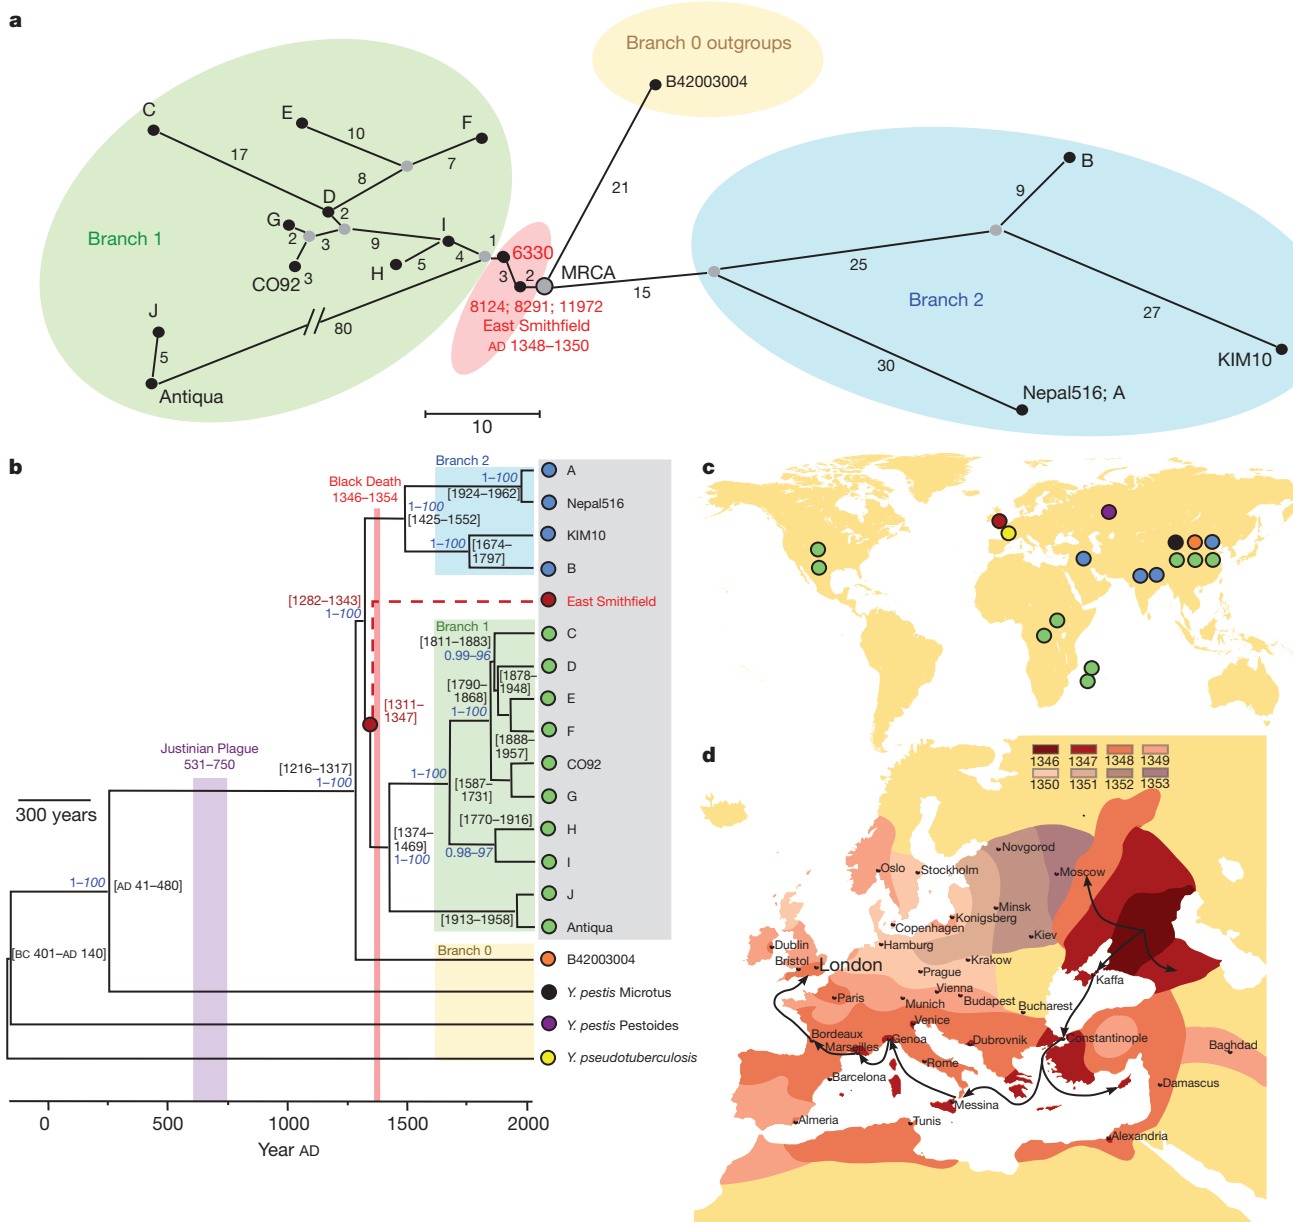 a
Branch 0 outgroups
B42003004
C
E
F
10
17
7
8
B
D
9
2
G
I
21
2
3
9
1
6330
Branch 1
H
5
4
CO92
3
3
2
MRCA
25
15
Branch 2
8124; 8291; 11972
East Smithfield
AD 1348–1350
J
80
27
5
30
KIM10
Antiqua
Nepal516; A
10
b
Branch 2
Black Death
1346–1354
1–100
[1924–1962]
1–100
[1425–1552]
1–100
[1674–
1797]
A
Nepal516
KIM10
B
[1282–1343]
1–100
East Smithfield
Branch 1
[1811–1883]
0.99–96
[1878–
1948]
[1790–
1868]
1–100
[1311–
1347]
[1888–
1957]
C
D
E
F
CO92
G
H
I
J
Antiqua
Justinian Plague
531–750
[1216–1317]
1–100
1–100
[1587–
1731]
[1770–1916]
[1374–
1469]
1–100
0.98–97
[1913–1958]
300 years
1–100
[AD 41–480]
[BC 401–AD 140]
Branch 0
B42003004
Y. pestis Microtus
Y. pestis Pestoides
Y. pseudotuberculosis
0
500
1000
1500
2000
Year AD
c
d
1346
1347
1348
1349
1350
1351
1352
1353
Novgorod
Oslo
Stockholm
Moscow
Minsk
Konigsberg
Copenhagen
Kiev
Hamburg
Dublin
Bristol
London
Krakow
Prague
Kaffa
Vienna
Paris
Munich
Budapest
Bucharest
Venice
Bordeaux
Genoa
Dubrovnik
Constantinople
Marseilles
Baghdad
Rome
Barcelona
Damascus
Messina
Almeria
Tunis
Alexandria